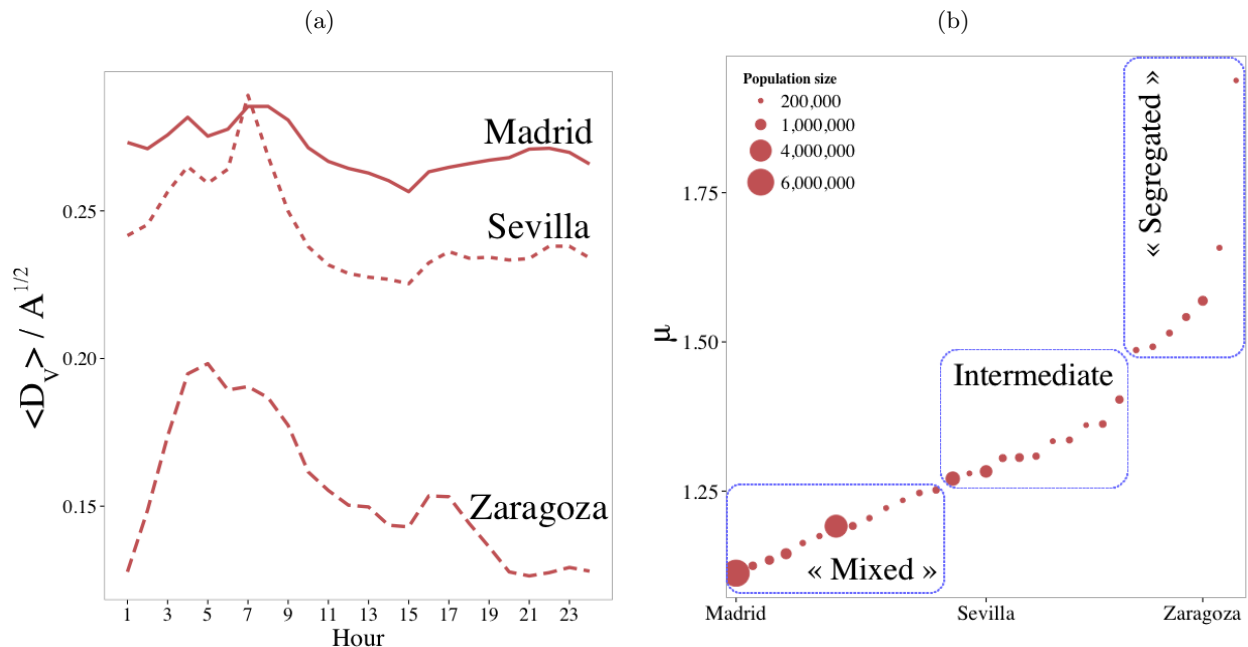 (a)
(b)
<D_V> / A^{1/2}
0.25
0.20
0.15
Madrid
Sevilla
Zaragoza
1 3 5 7 9 11 13 15 17 19 21 23
Hour
Population size
200,000
1,000,000
4,000,000
6,000,000
« Segregated »
Intermediate
« Mixed »
μ
1.75
1.50
1.25
Madrid Sevilla Zaragoza